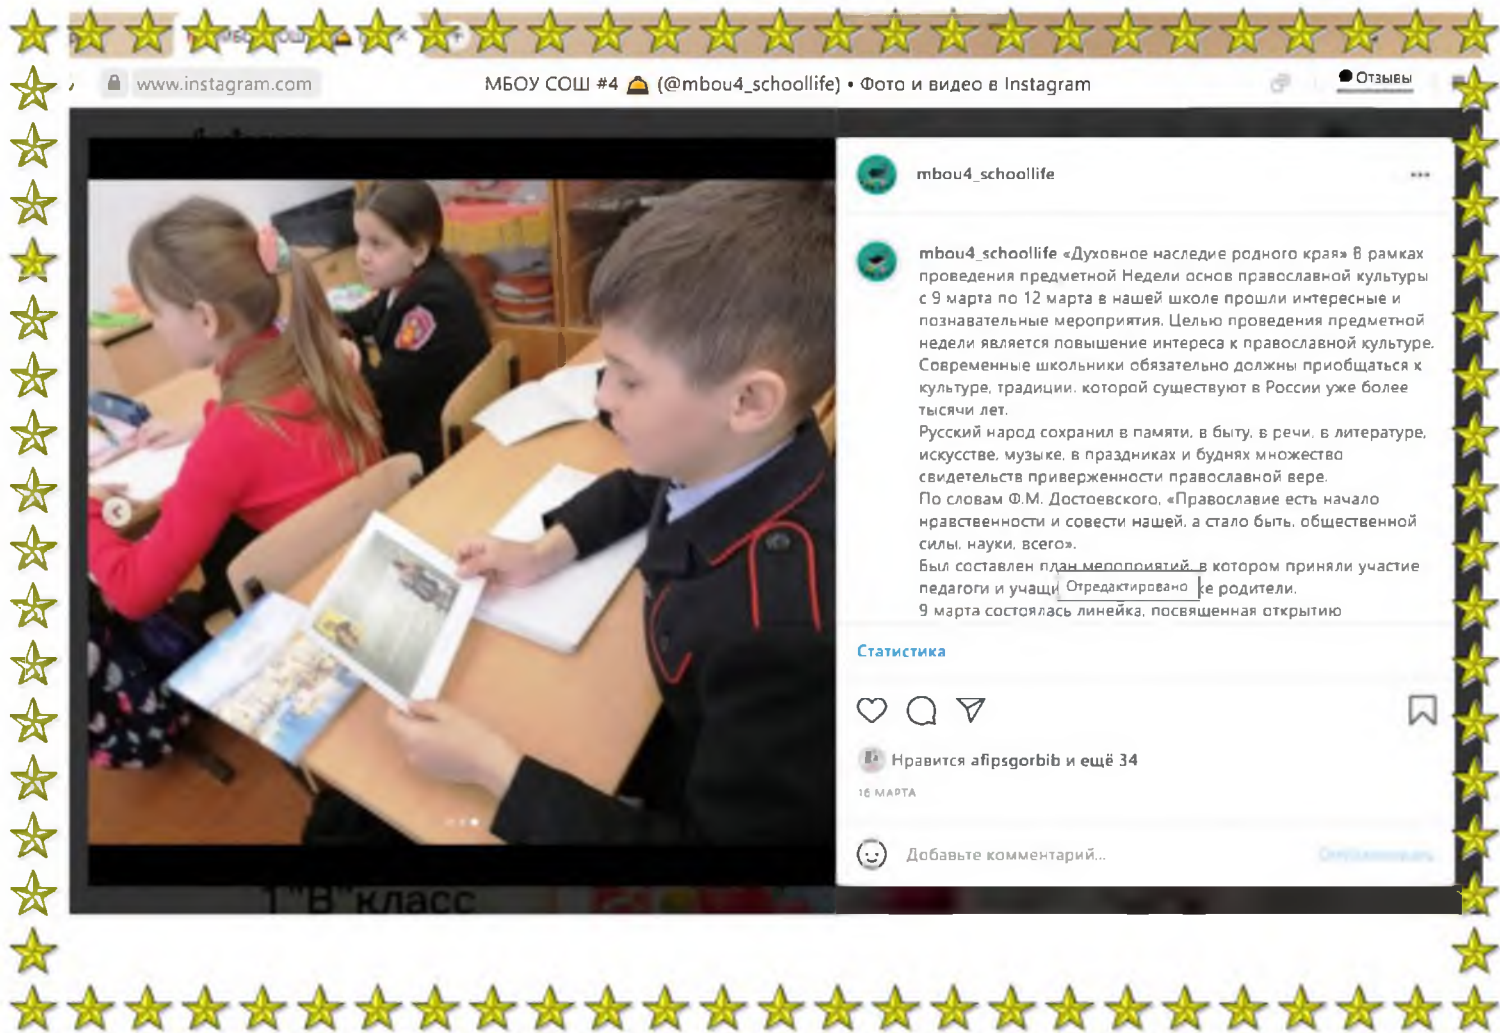 www.instagram.com
МБОУ СОШ #4 🛎 (@mbou4_schoollife) • Фото и видео в Instagram
Отзывы
mbou4_schoollife
mbou4_schoollife «Духовное наследие родного края» В рамках
проведения предметной Недели основ православной культуры
с 9 марта по 12 марта в нашей школе прошли интересные и
познавательные мероприятия. Целью проведения предметной
недели является повышение интереса к православной культуре.
Современные школьники обязательно должны приобщаться к
культуре, традиции. которой существуют в России уже более
тысячи лет.
Русский народ сохранил в памяти, в быту, в речи, в литературе,
искусстве, музыке, в праздниках и буднях множество
свидетельств приверженности православной вере.
По словам Ф.М. Достоевского, «Православие есть начало
нравственности и совести нашей, а стало быть, общественной
силы, науки, всего».
Был составлен план мероприятий, в котором приняли участие
педагоги и учащи
Отредактировано
же родители.
9 марта состоялась линейка, посвященная открытию
Статистика
Нравится afipsgorbib и ещё 34
16 МАРТА
Добавьте комментарий...
1"В"класс